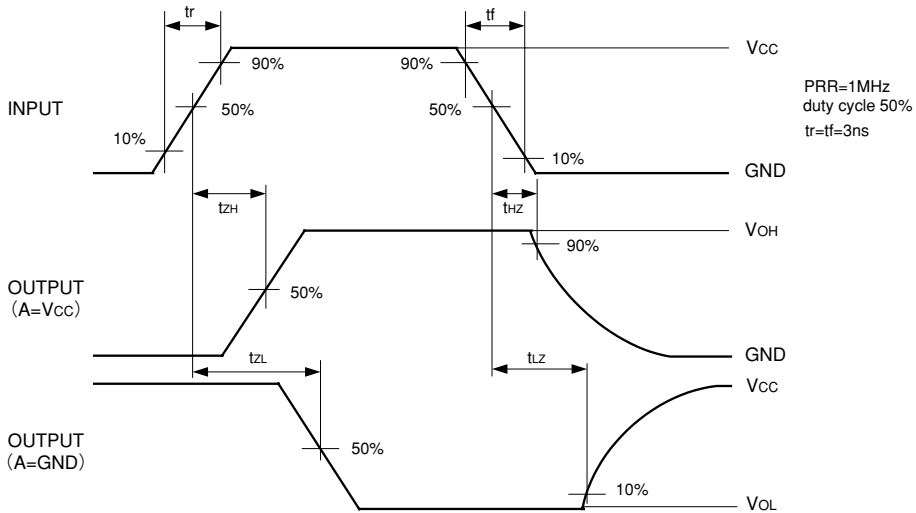 tr
tf
VCC
90%
90%
PRR=1MHz
duty cycle 50%
tr=tf=3ns
INPUT
50%
50%
10%
10%
GND
tZH
tHZ
VOH
90%
OUTPUT
(A=VCC)
50%
tZL
tLZ
GND
VCC
OUTPUT
(A=GND)
50%
10%
VOL